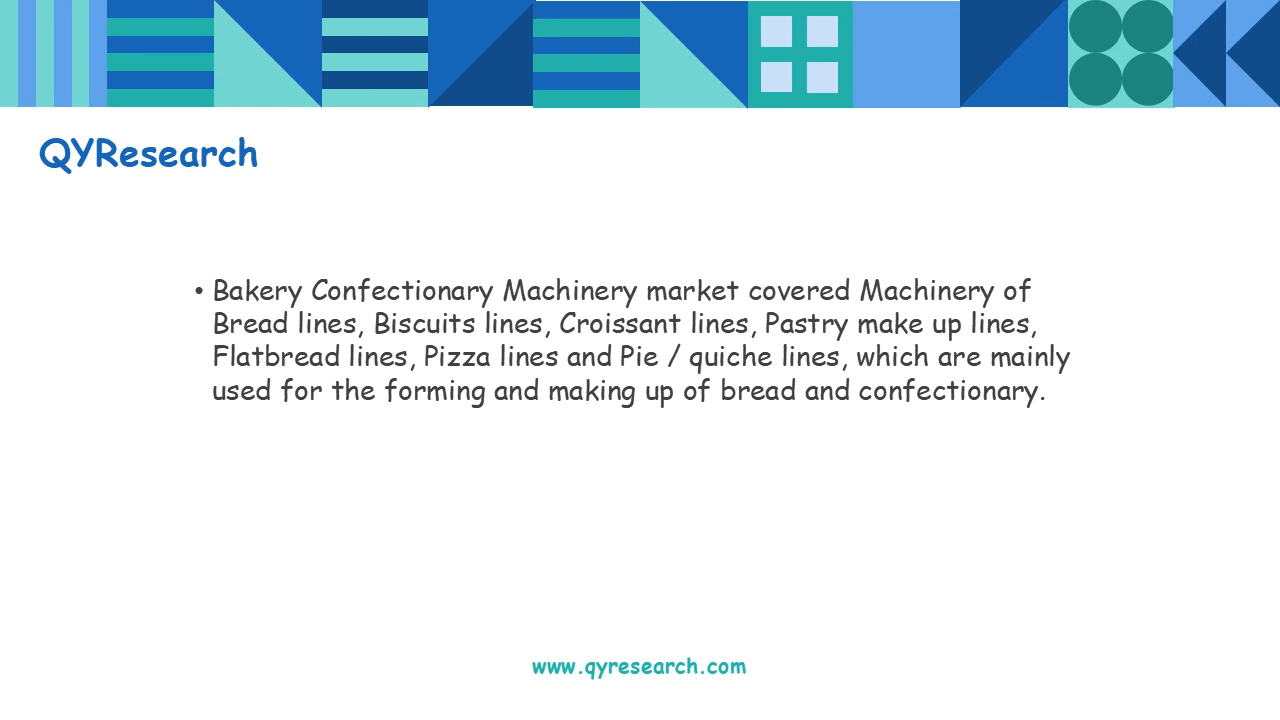 QYResearch
• Bakery Confectionary Machinery market covered Machinery of
Bread lines, Biscuits lines, Croissant lines, Pastry make up lines,
Flatbread lines, Pizza lines and Pie / quiche lines, which are mainly
used for the forming and making up of bread and confectionary.
www.qyresearch.com